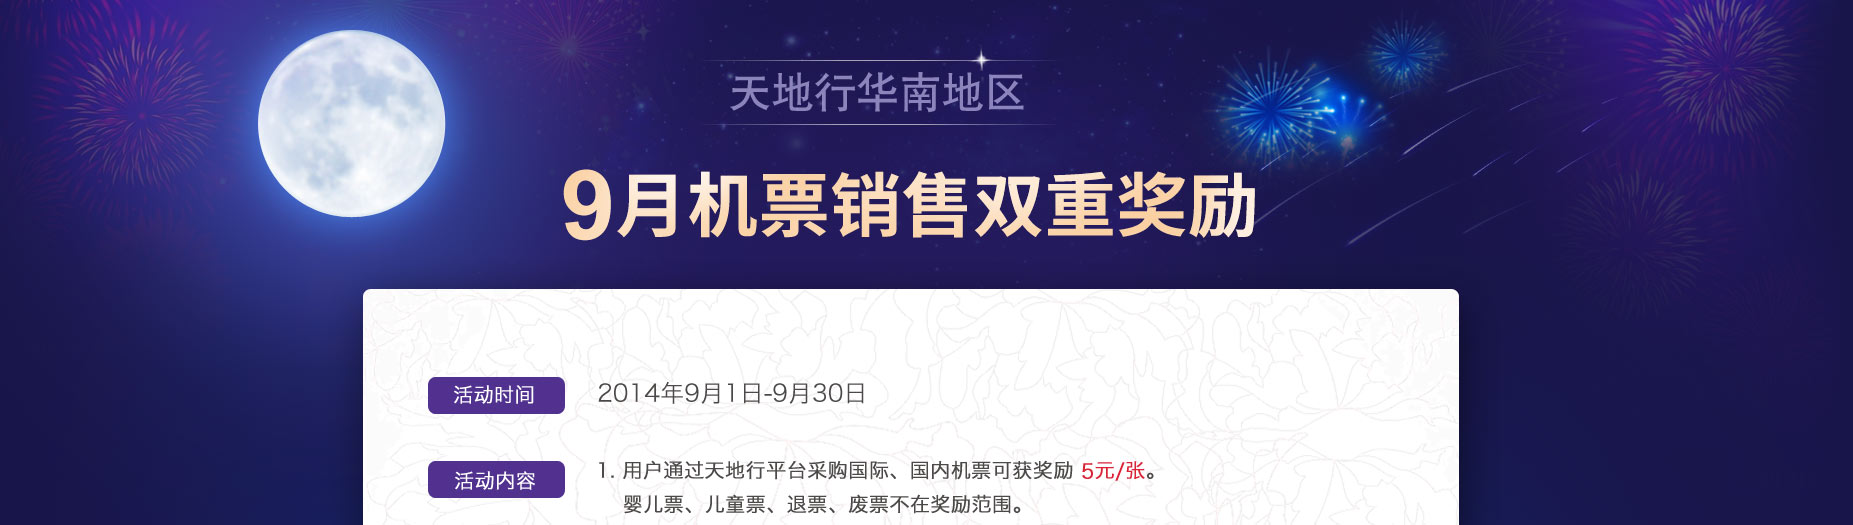 天地行华南地区
9月机票销售双重奖励
活动时间 2014年9月1日-9月30日
活动内容 1. 用户通过天地行平台采购国际、国内机票可获奖励 5元/张。
婴儿票、儿童票、退票、废票不在奖励范围。